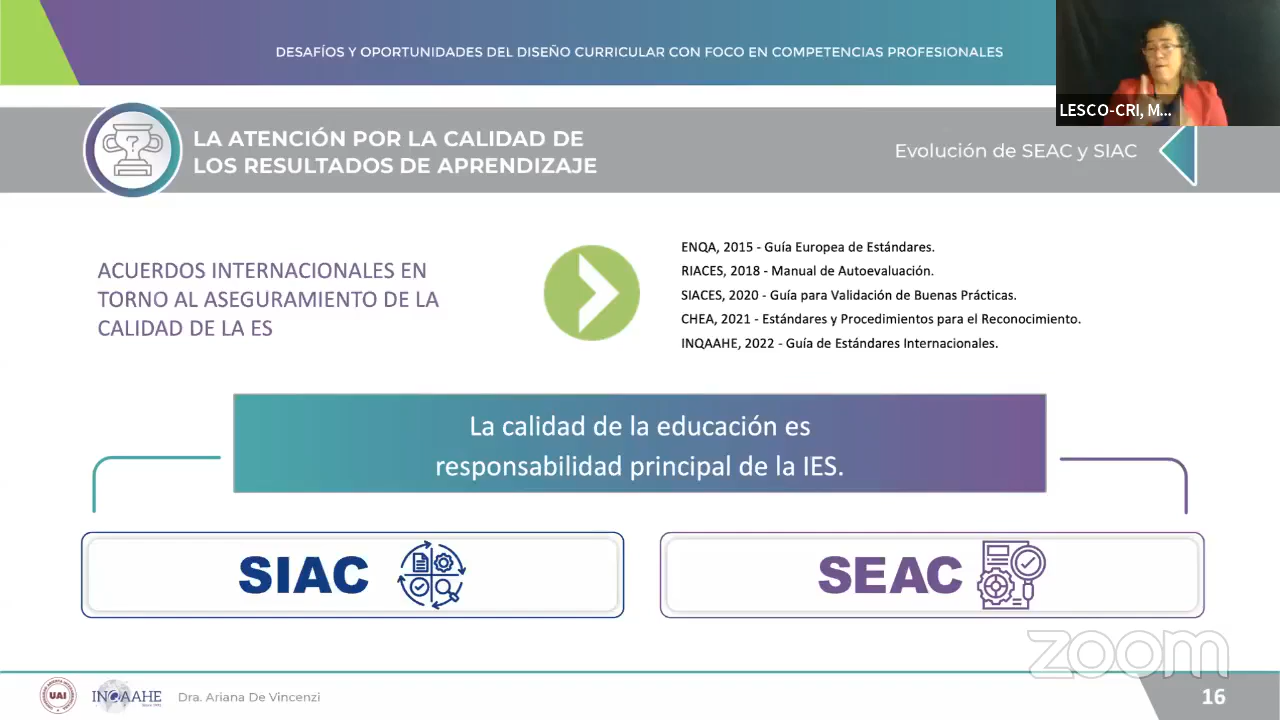 DESAFÍOS Y OPORTUNIDADES DEL DISEÑO CURRICULAR CON FOCO EN COMPETENCIAS PROFESIONALES
LESCO-CRI, M...
LA ATENCIÓN POR LA CALIDAD DE
LOS RESULTADOS DE APRENDIZAJE
Evolución de SEAC y SIAC
ACUERDOS INTERNACIONALES EN
TORNO AL ASEGURAMIENTO DE LA
CALIDAD DE LA ES
ENQA, 2015 - Guía Europea de Estándares.
RIACES, 2018 - Manual de Autoevaluación.
SIACES, 2020 - Guía para Validación de Buenas Prácticas.
CHEA, 2021 - Estándares y Procedimientos para el Reconocimiento.
INQAAHE, 2022 - Guía de Estándares Internacionales.
La calidad de la educación es
responsabilidad principal de la IES.
SIAC
SEAC
zoom
UAI
INQAAHE
Dra. Ariana De Vincenzi
16